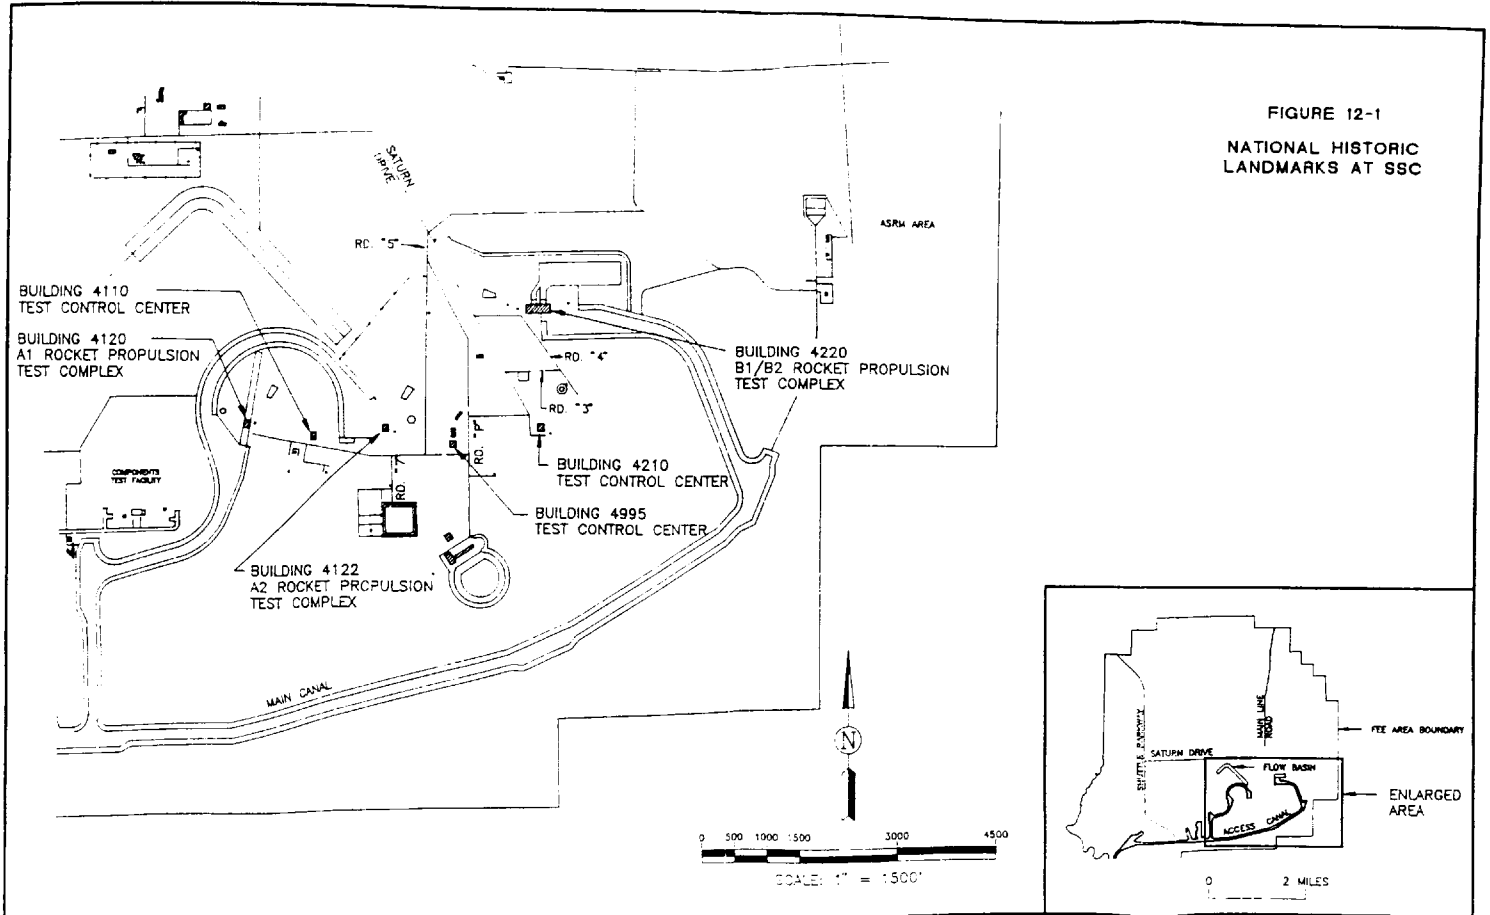 FIGURE 12-1
NATIONAL HISTORIC
LANDMARKS AT SSC
SATURN
DRIVE
RD. "5"
ASRM AREA
BUILDING 4110
TEST CONTROL CENTER
BUILDING 4120
A1 ROCKET PROPULSION
TEST COMPLEX
BUILDING 4220
B1/B2 ROCKET PROPULSION
TEST COMPLEX
RD. "4"
RD. "3"
RD. "P"
COMPONENTS
TEST FACILITY
BUILDING 4210
TEST CONTROL CENTER
BUILDING 4995
TEST CONTROL CENTER
BUILDING 4122
A2 ROCKET PROPULSION
TEST COMPLEX
MAIN CANAL
N
0 500 1000 1500 3000 4500
SCALE: 1" = 1500'
SHUTTLE PARKWAY
MAIN LINE
ROAD
FEE AREA BOUNDARY
SATURN DRIVE
FLOW BASIN
ENLARGED
AREA
ACCESS CANAL
0 2 MILES